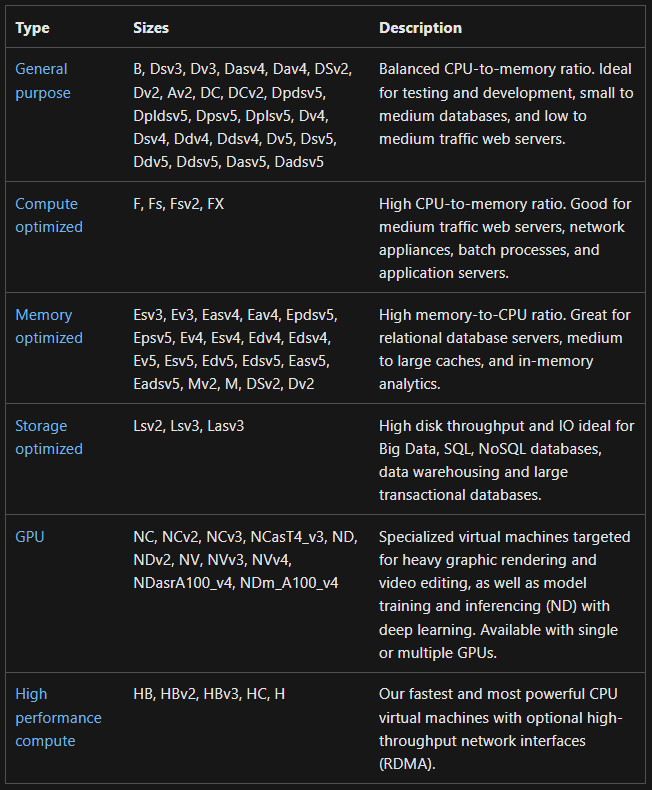 Type Sizes Description
General purpose
B, Dsv3, Dv3, Dasv4, Dav4, DSv2,
Dv2, Av2, DC, DCv2, Dpdsv5,
Dpldsv5, Dpsv5, Dplsv5, Dv4,
Dsv4, Ddv4, Ddsv4, Dv5, Dsv5,
Ddv5, Ddsv5, Dasv5, Dadsv5
Balanced CPU-to-memory ratio. Ideal
for testing and development, small to
medium databases, and low to
medium traffic web servers.
Compute
optimized
F, Fs, Fsv2, FX
High CPU-to-memory ratio. Good for
medium traffic web servers, network
appliances, batch processes, and
application servers.
Memory
optimized
Esv3, Ev3, Easv4, Eav4, Epdsv5,
Epsv5, Ev4, Esv4, Edv4, Edsv4,
Ev5, Esv5, Edv5, Edsv5, Easv5,
Eadsv5, Mv2, M, DSv2, Dv2
High memory-to-CPU ratio. Great for
relational database servers, medium
to large caches, and in-memory
analytics.
Storage
optimized
Lsv2, Lsv3, Lasv3
High disk throughput and IO ideal for
Big Data, SQL, NoSQL databases,
data warehousing and large
transactional databases.
GPU
NC, NCv2, NCv3, NCasT4_v3, ND,
NDv2, NV, NVv3, NVv4,
NDasrA100_v4, NDm_A100_v4
Specialized virtual machines targeted
for heavy graphic rendering and
video editing, as well as model
training and inferencing (ND) with
deep learning. Available with single
or multiple GPUs.
High
performance
compute
HB, HBv2, HBv3, HC, H
Our fastest and most powerful CPU
virtual machines with optional high-
throughput network interfaces
(RDMA).